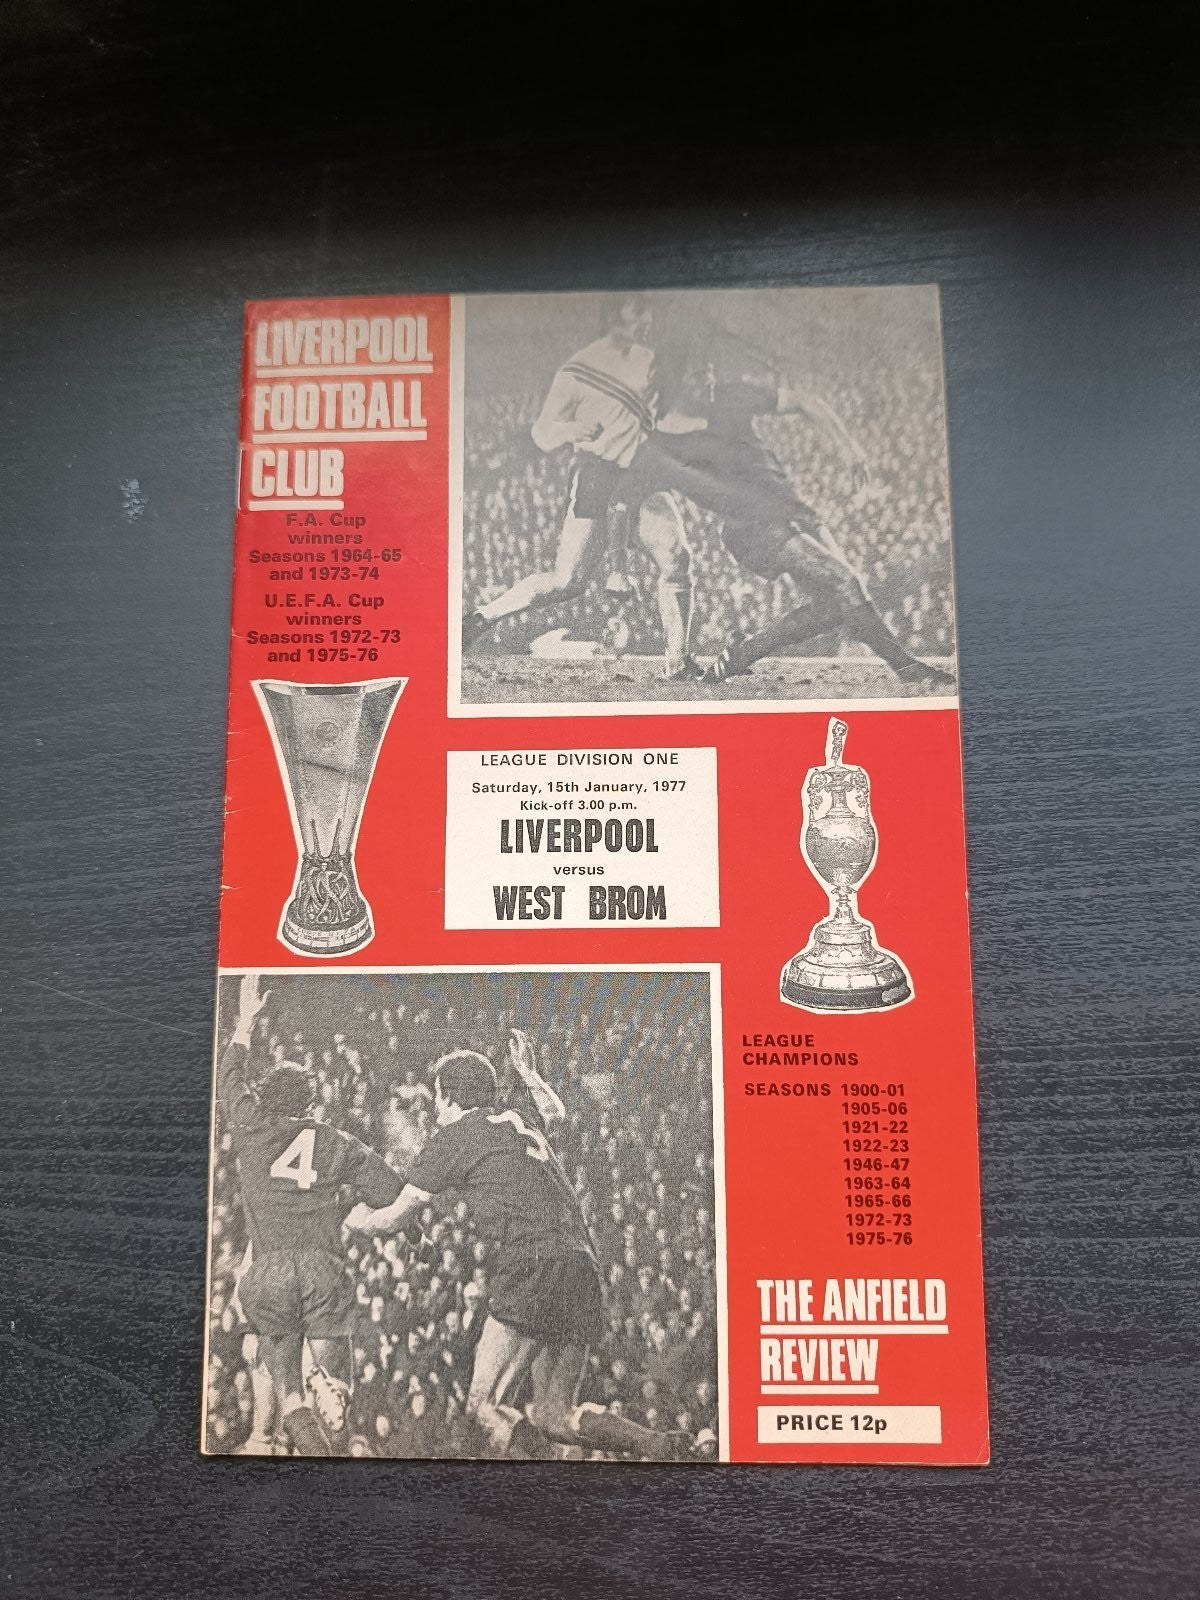 LIVERPOOL
FOOTBALL
CLUB
F.A. Cup
winners
Seasons 1964-65
and 1973-74
U.E.F.A. Cup
winners
Seasons 1972-73
and 1975-76
LEAGUE DIVISION ONE
Saturday, 15th January, 1977
Kick-off 3.00 p.m.
LIVERPOOL
versus
WEST BROM
4
LEAGUE
CHAMPIONS
SEASONS 1900-01
1905-06
1921-22
1922-23
1946-47
1963-64
1965-66
1972-73
1975-76
THE ANFIELD
REVIEW
PRICE 12p